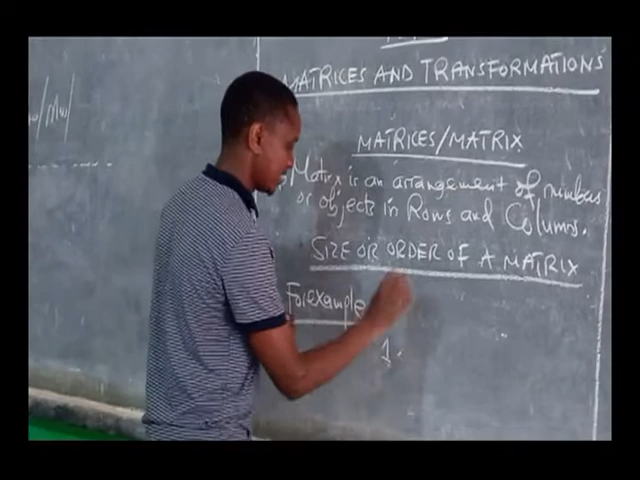 MATRICES AND TRANSFORMATIONS
MATRICES/MATRIX
Matrix is an arrangement of numbers
or objects in Rows and Columns.
SIZE OR ORDER OF A MATRIX
For example
1.